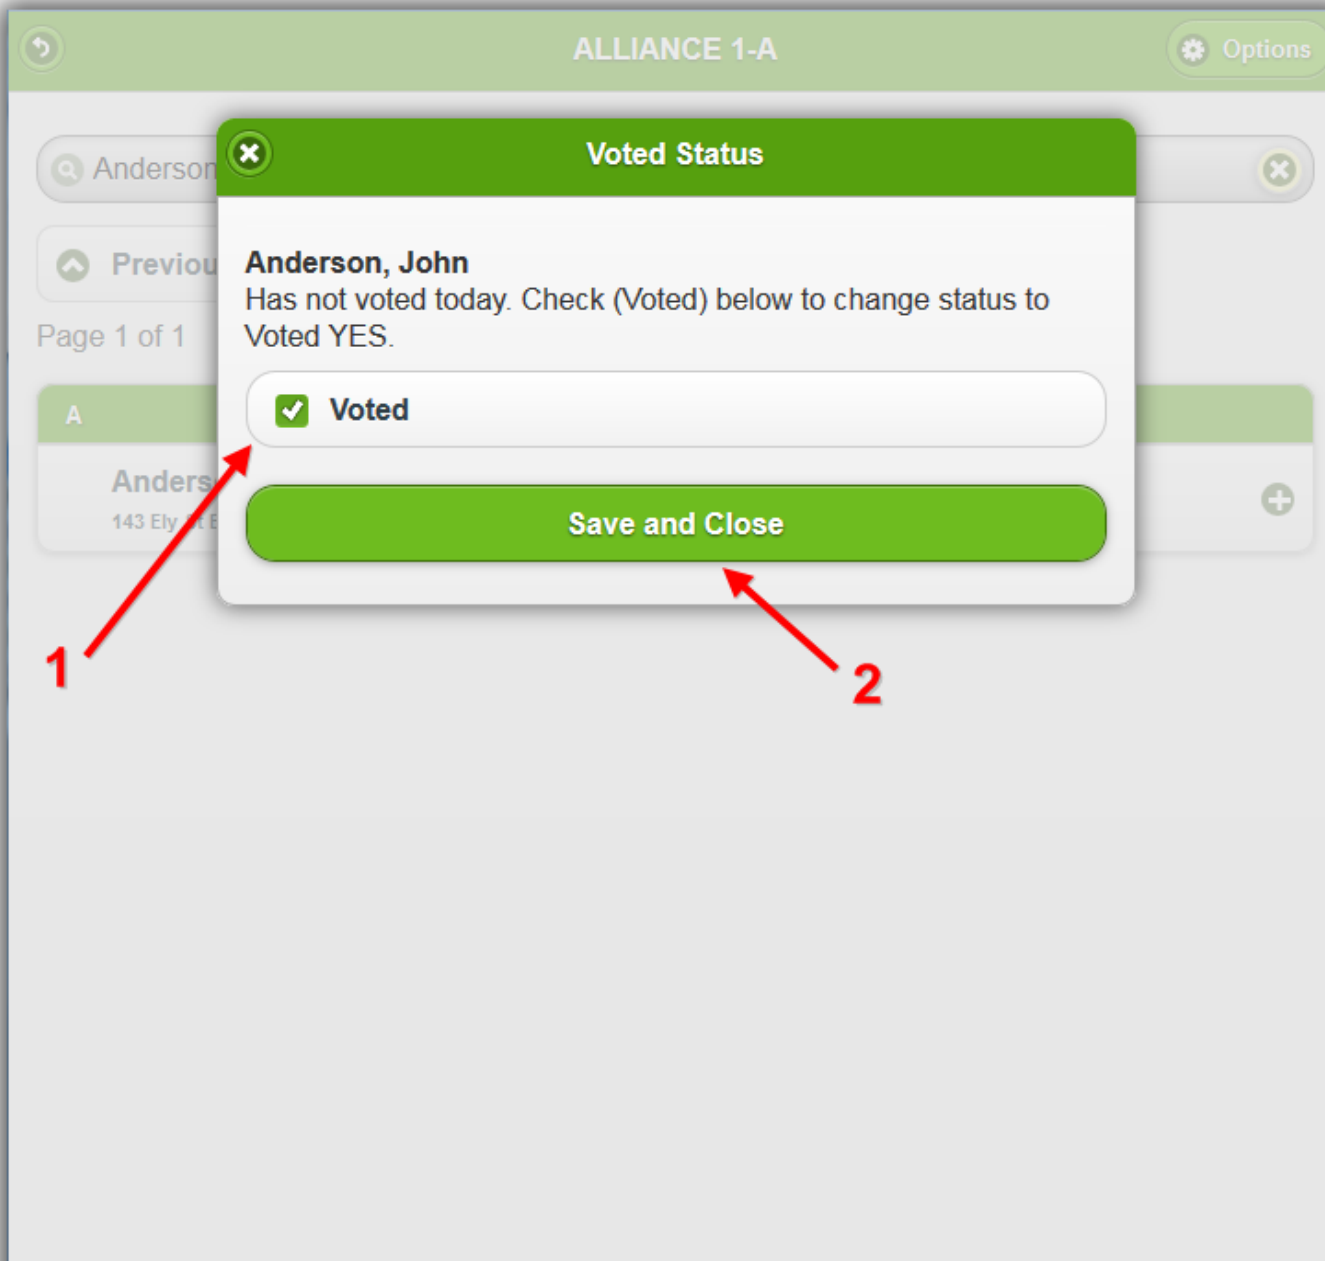 ALLIANCE 1-A
Options
Anderson
Voted Status
Previou
Anderson, John
Has not voted today. Check (Voted) below to change status to
Voted YES.
Page 1 of 1
A
Voted
Anders
143 Ely St E
Save and Close
1
2